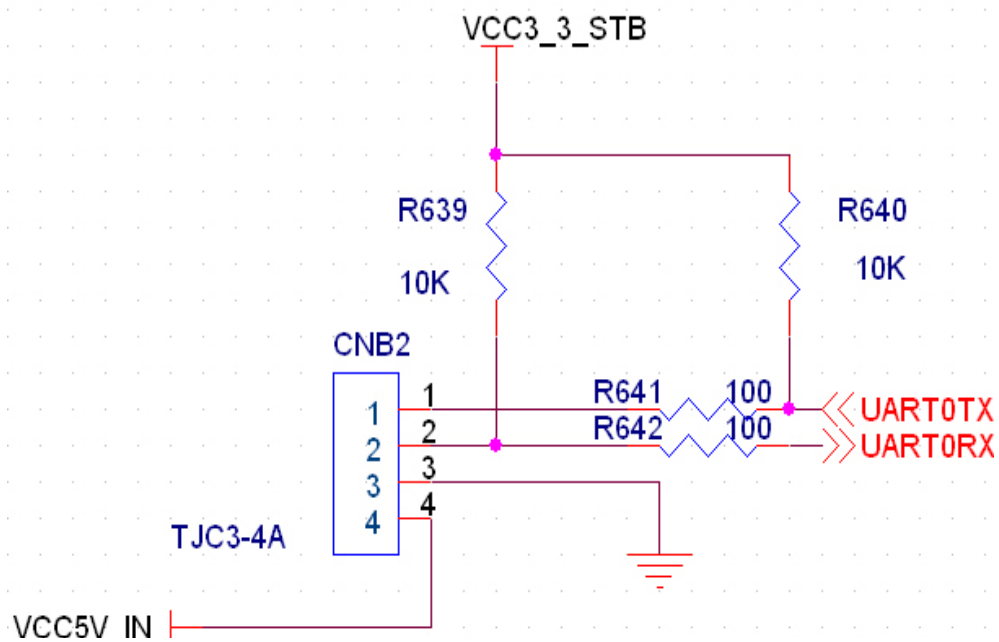 VCC3_3_STB
R639
R640
10K
10K
CNB2
1
1
R641
100
UART0TX
2
2
R642
100
UART0RX
3
3
4
4
TJC3-4A
VCC5V_IN